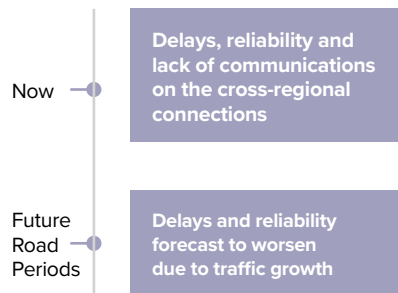 Now
Delays, reliability and
lack of communications
on the cross-regional
connections
Future
Road
Periods
Delays and reliability
forecast to worsen
due to traffic growth